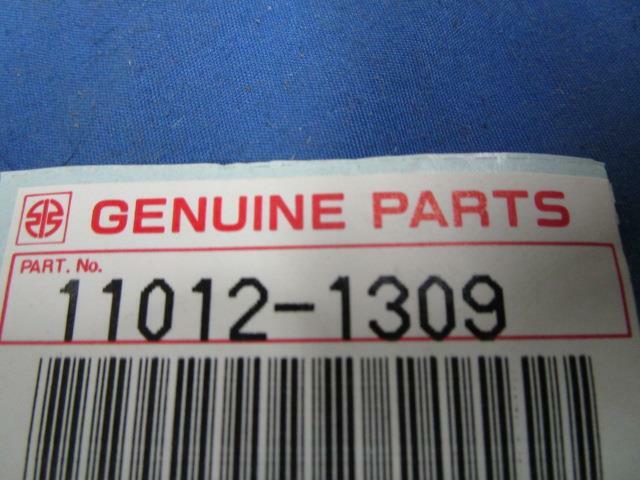 GENUINE PARTS
PART. No.
11012-1309